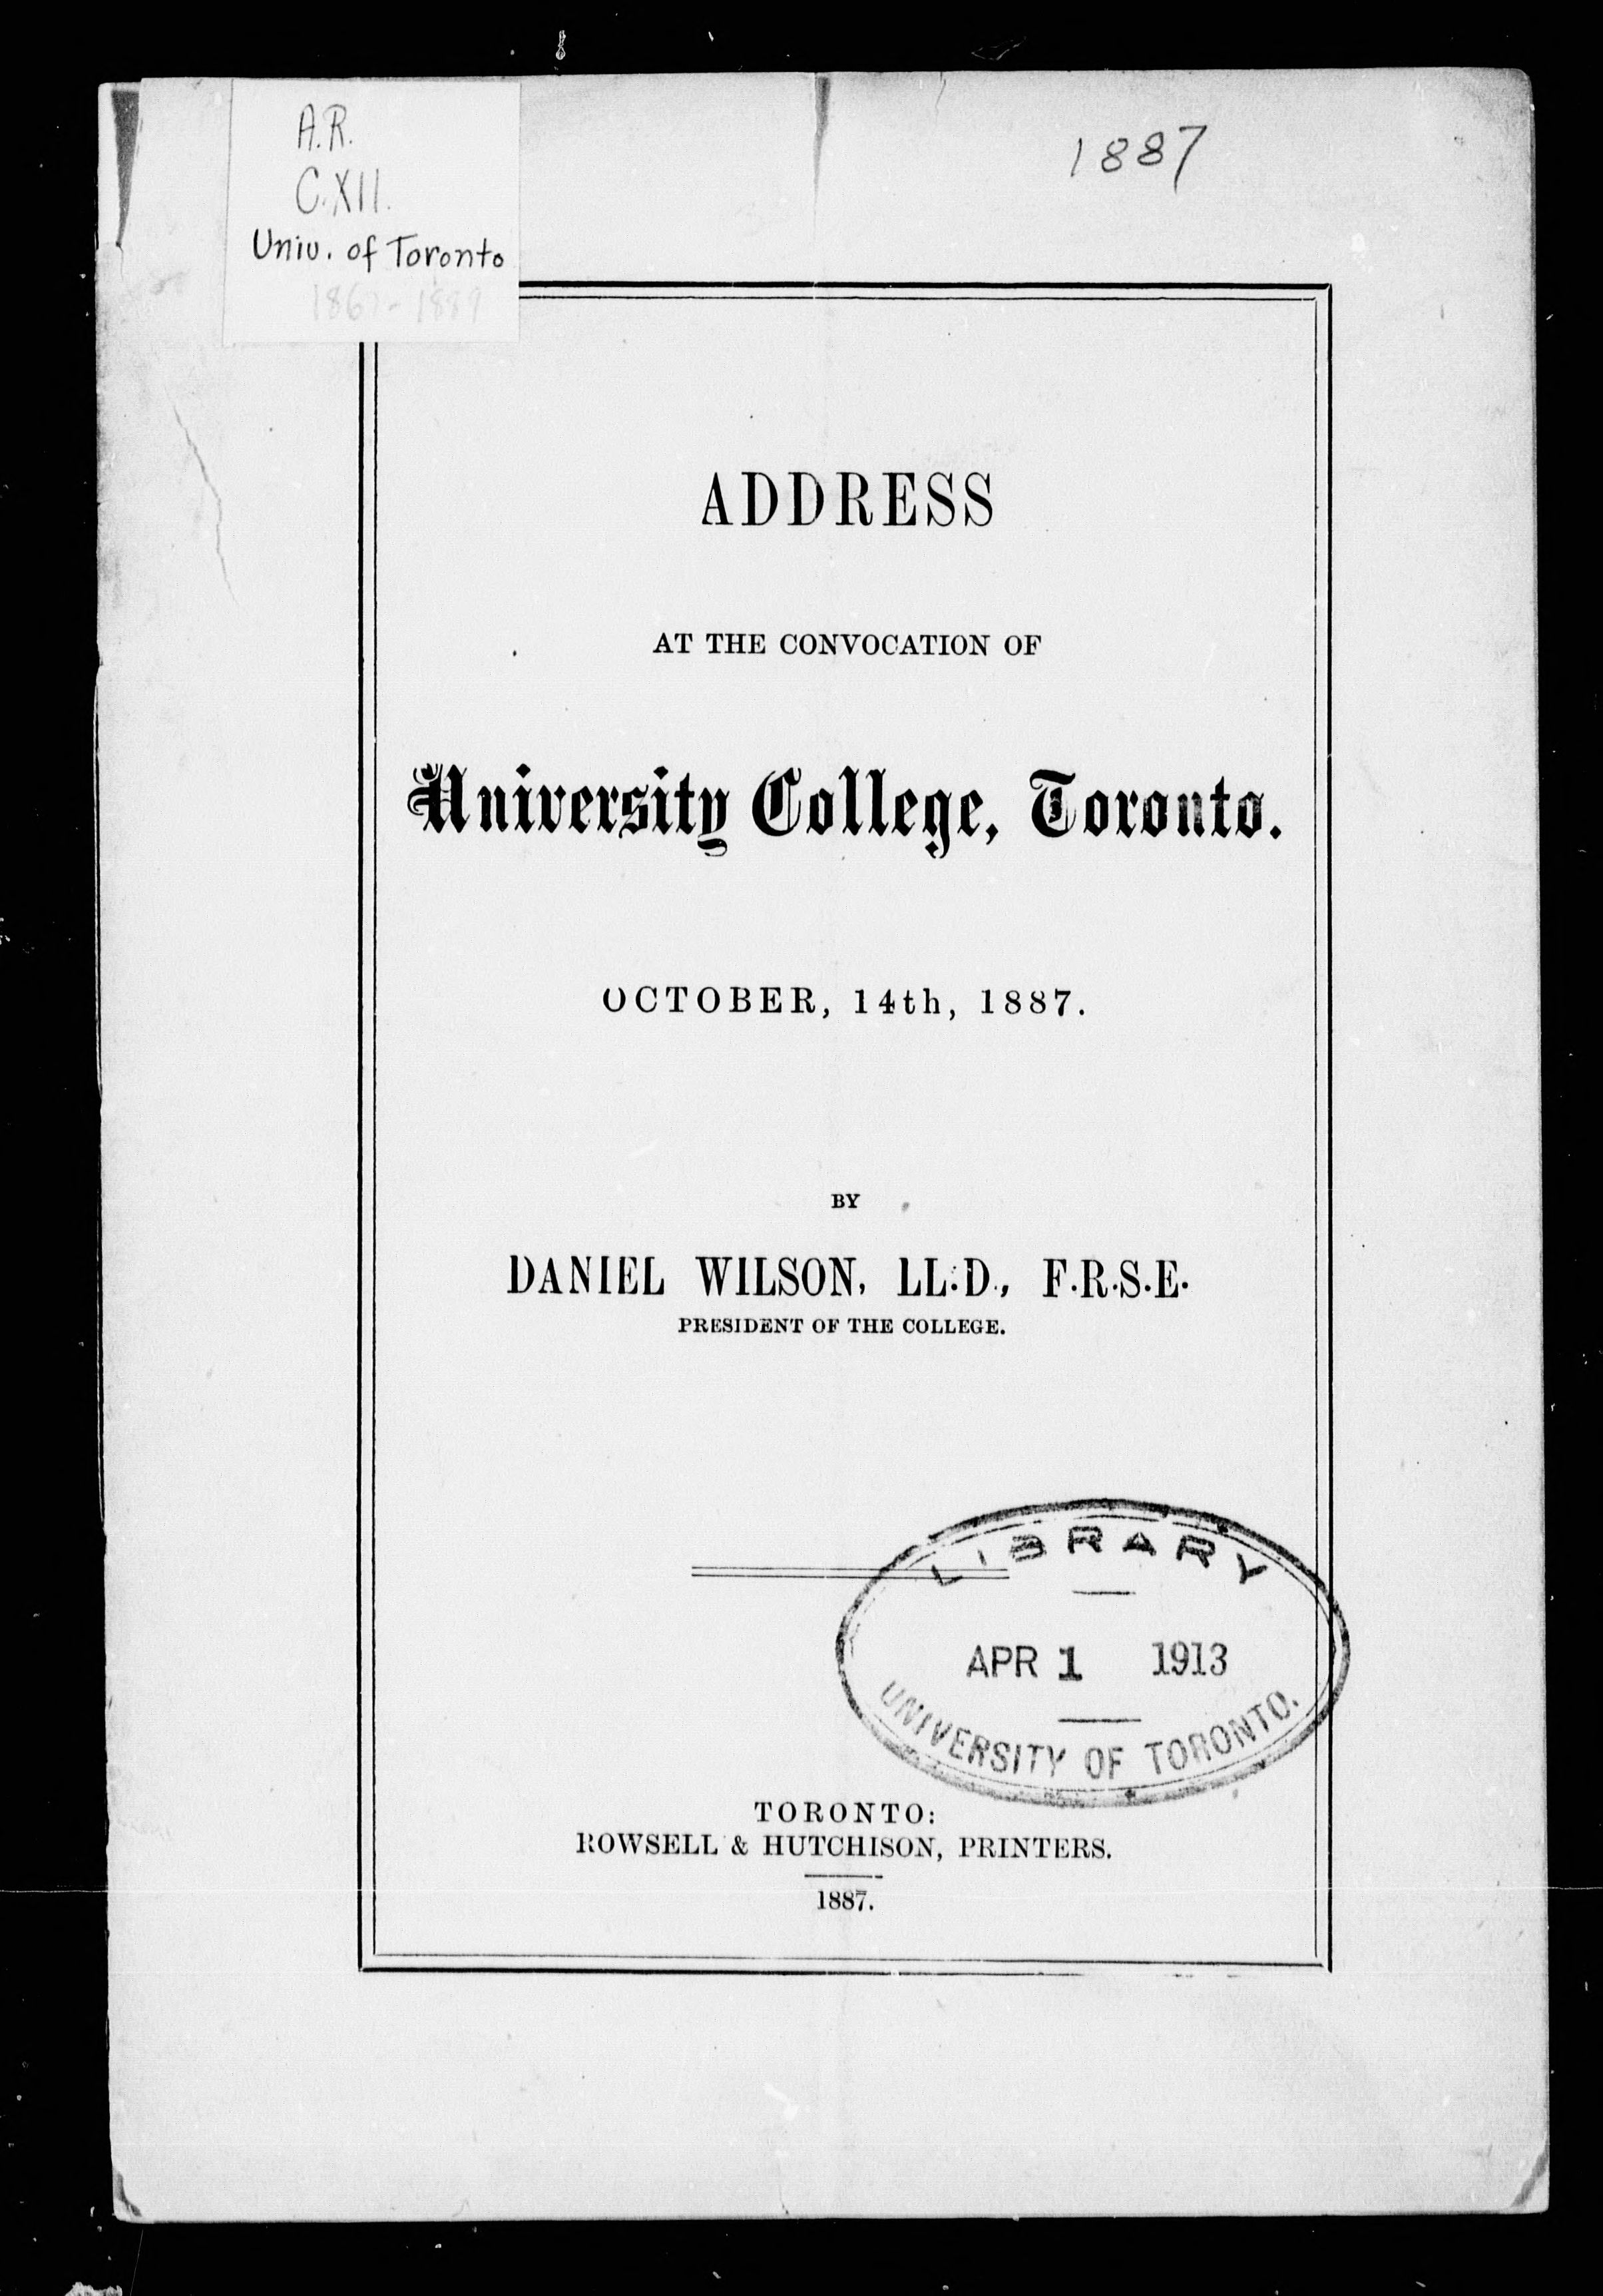 A.R.
C.XII.
Univ. of Toronto
1887
ADDRESS
AT THE CONVOCATION OF
University College, Toronto.
OCTOBER, 14th, 1887.
BY
DANIEL WILSON, LL.D., F.R.S.E.
PRESIDENT OF THE COLLEGE.
LIBRARY
APR 1 1913
UNIVERSITY OF TORONTO.
TORONTO:
ROWSELL & HUTCHISON, PRINTERS.
1887.